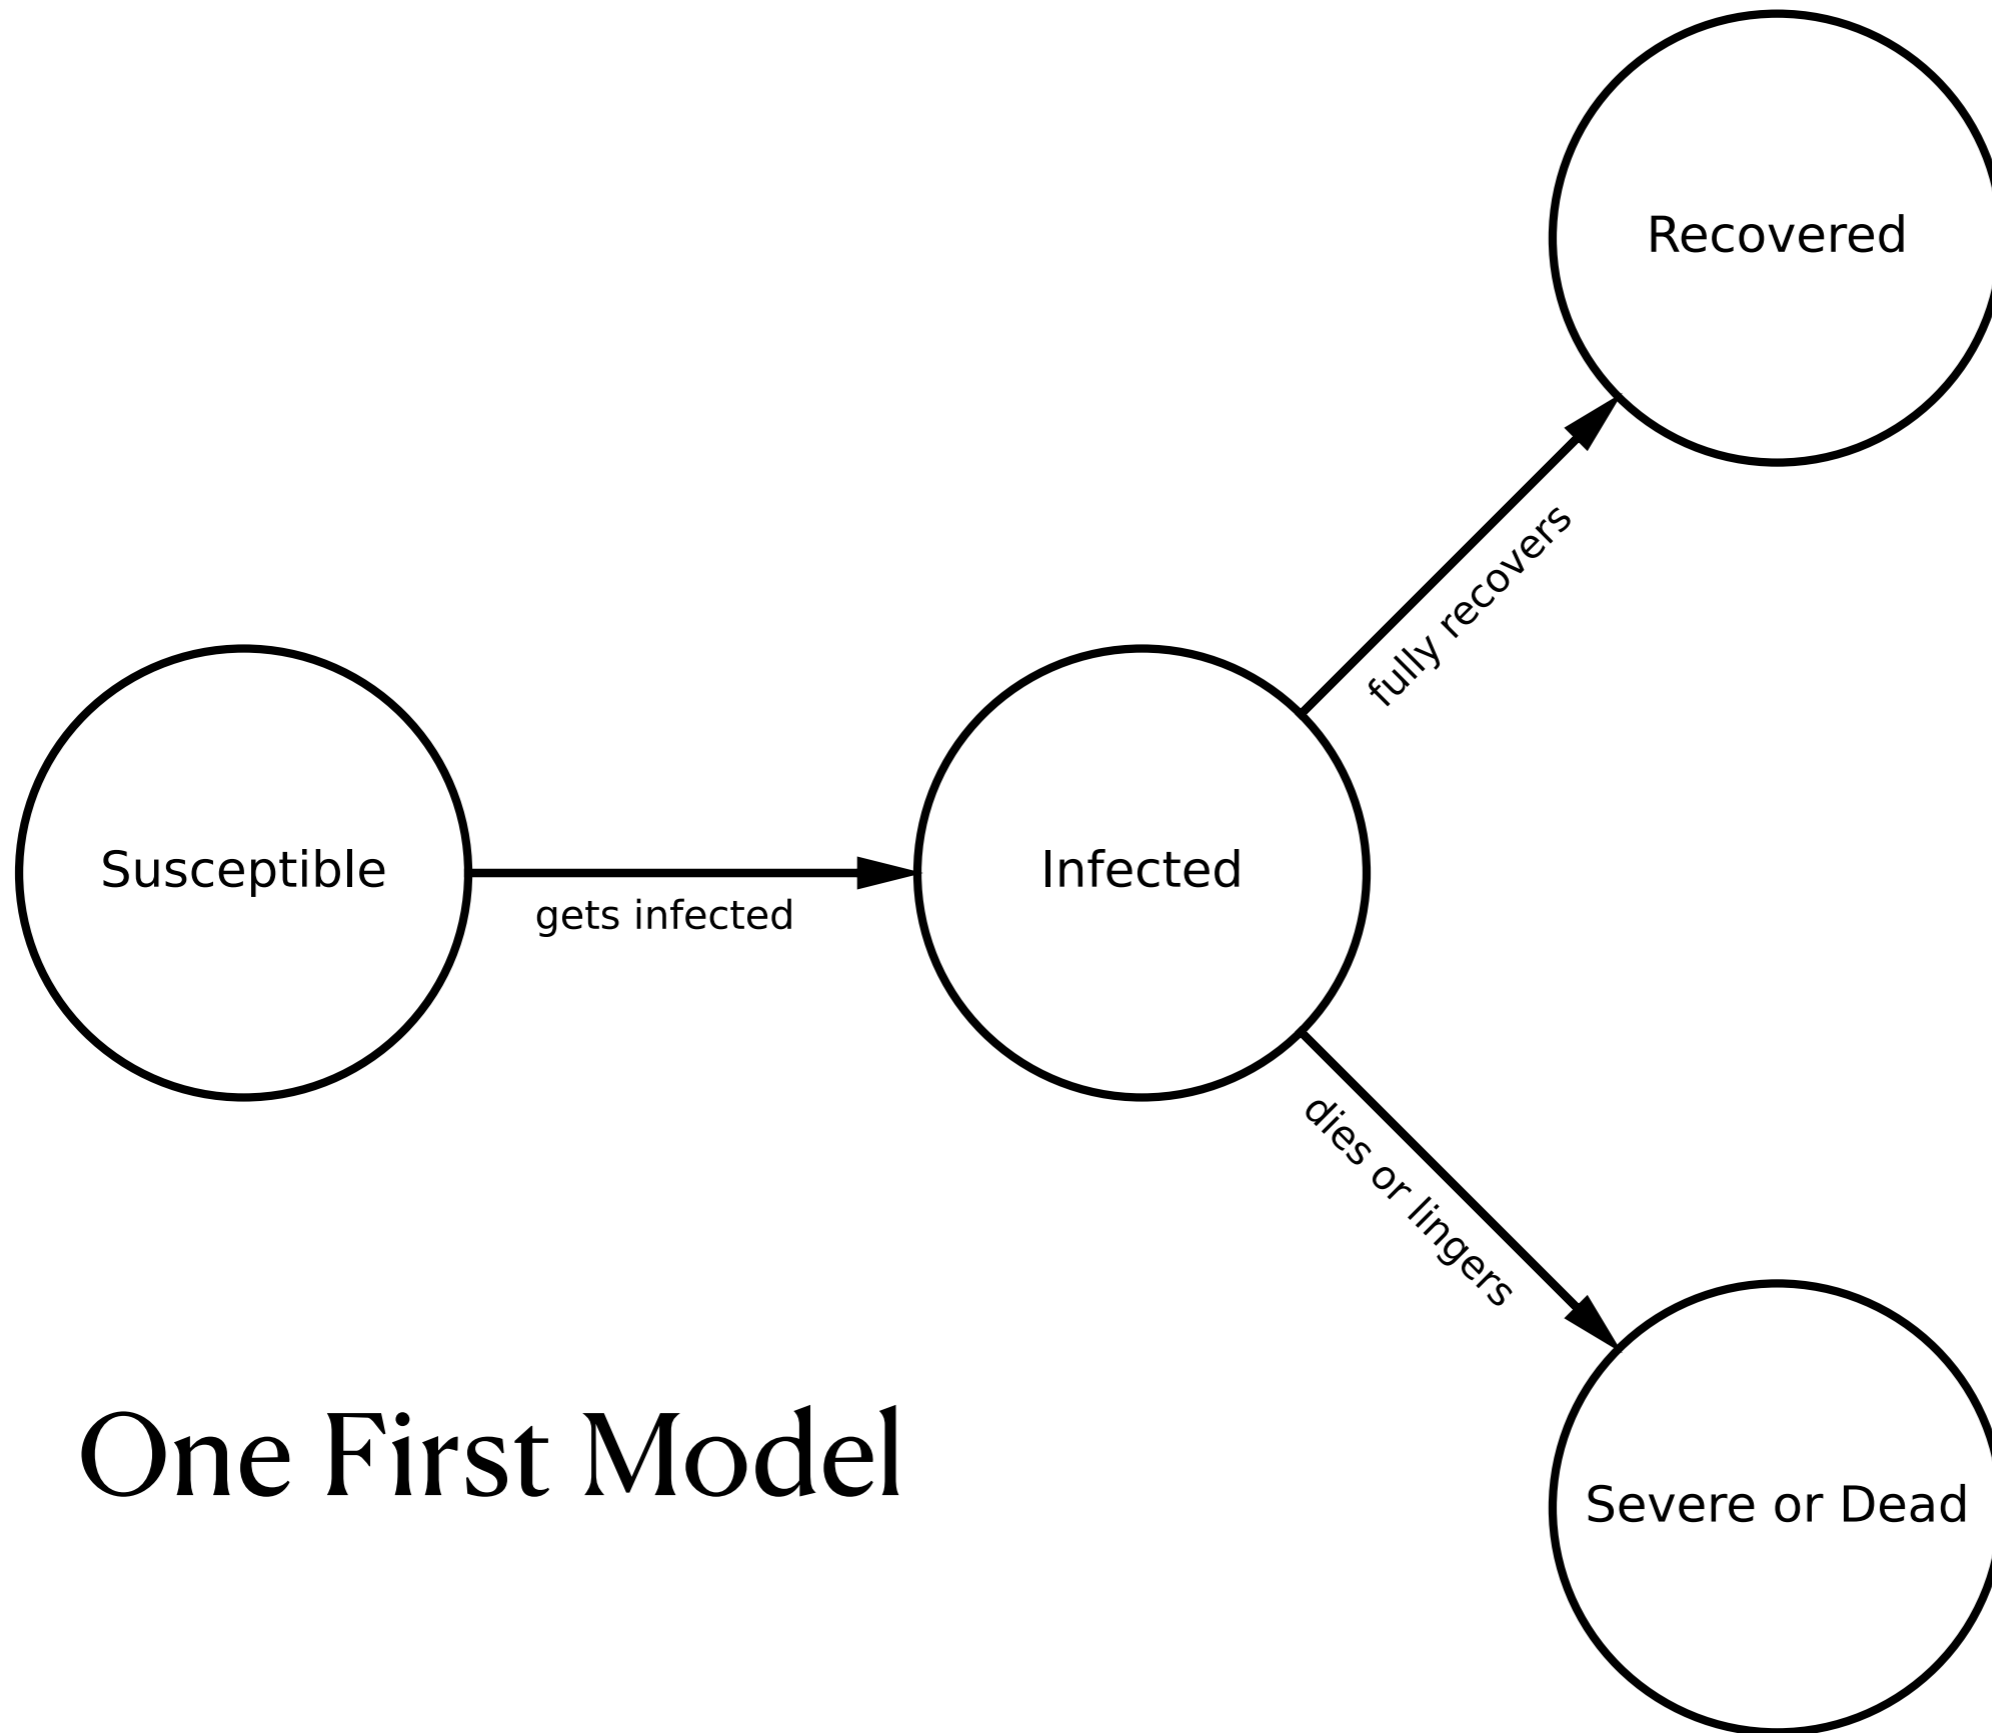 Recovered
fully recovers
Susceptible
gets infected
Infected
dies or lingers
One First Model
Severe or Dead